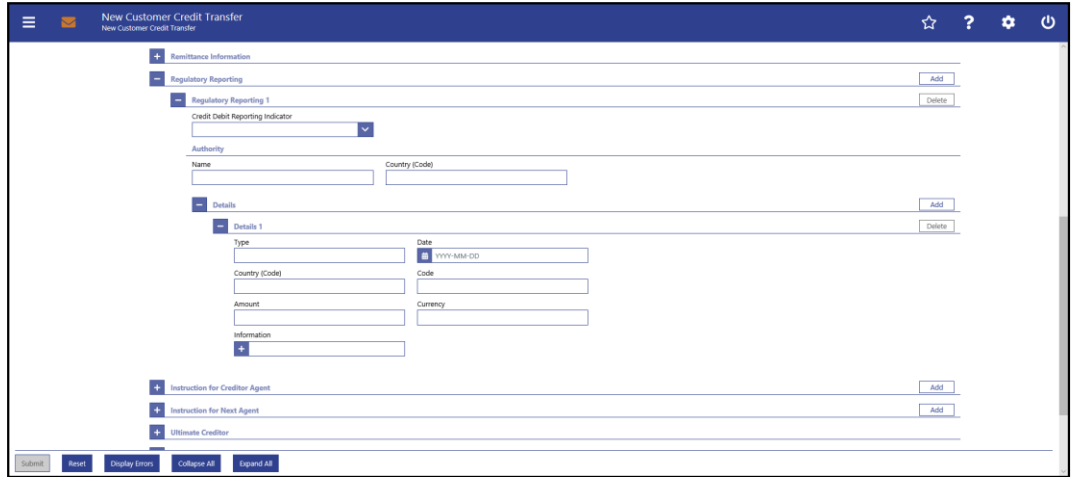 New Customer Credit Transfer
New Customer Credit Transfer
Remittance Information
Regulatory Reporting Add
Regulatory Reporting 1 Delete
Credit Debit Reporting Indicator
Authority
Name Country (Code)
Details Add
Details 1 Delete
Type Date
YYYY-MM-DD
Country (Code) Code
Amount Currency
Information
Instruction for Creditor Agent Add
Instruction for Next Agent Add
Ultimate Creditor
Submit Reset Display Errors Collapse All Expand All